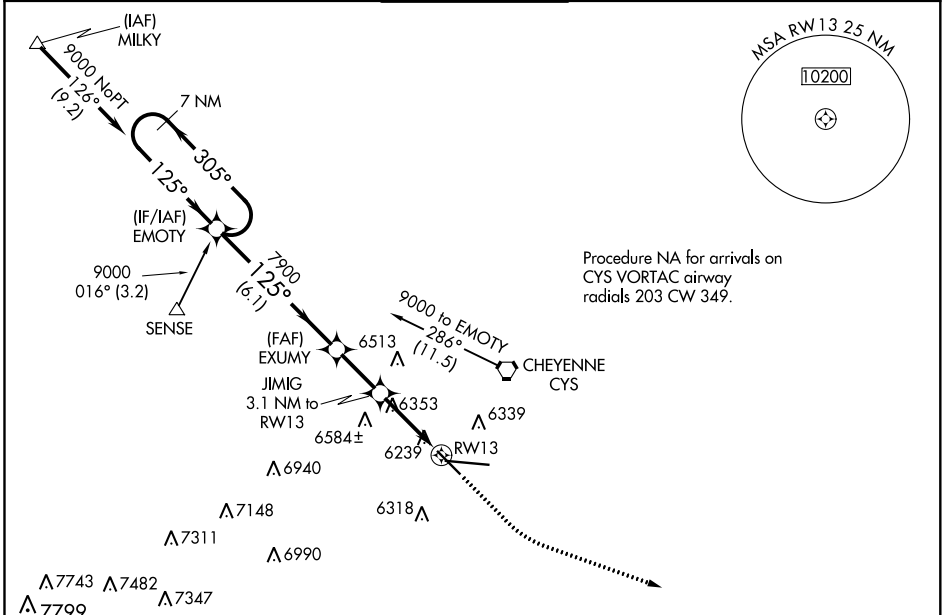 (IAF)
MILKY
9000 NoPT
126°
(9.2)
7 NM
305°
125°
(IF/IAF)
EMOTY
9000
016° (3.2)
SENSE
7900
125°
(6.1)
(FAF)
EXUMY
6513
JIMIG
3.1 NM to
RW13
6353
6584±
6239
RW13
9000 to EMOTY
286°
(11.5)
CHEYENNE
CYS
6339
6940
7148
6318
7311
6990
7743
7482
7347
7799
MSA RW13 25 NM
10200
Procedure NA for arrivals on
CYS VORTAC airway
radials 203 CW 349.